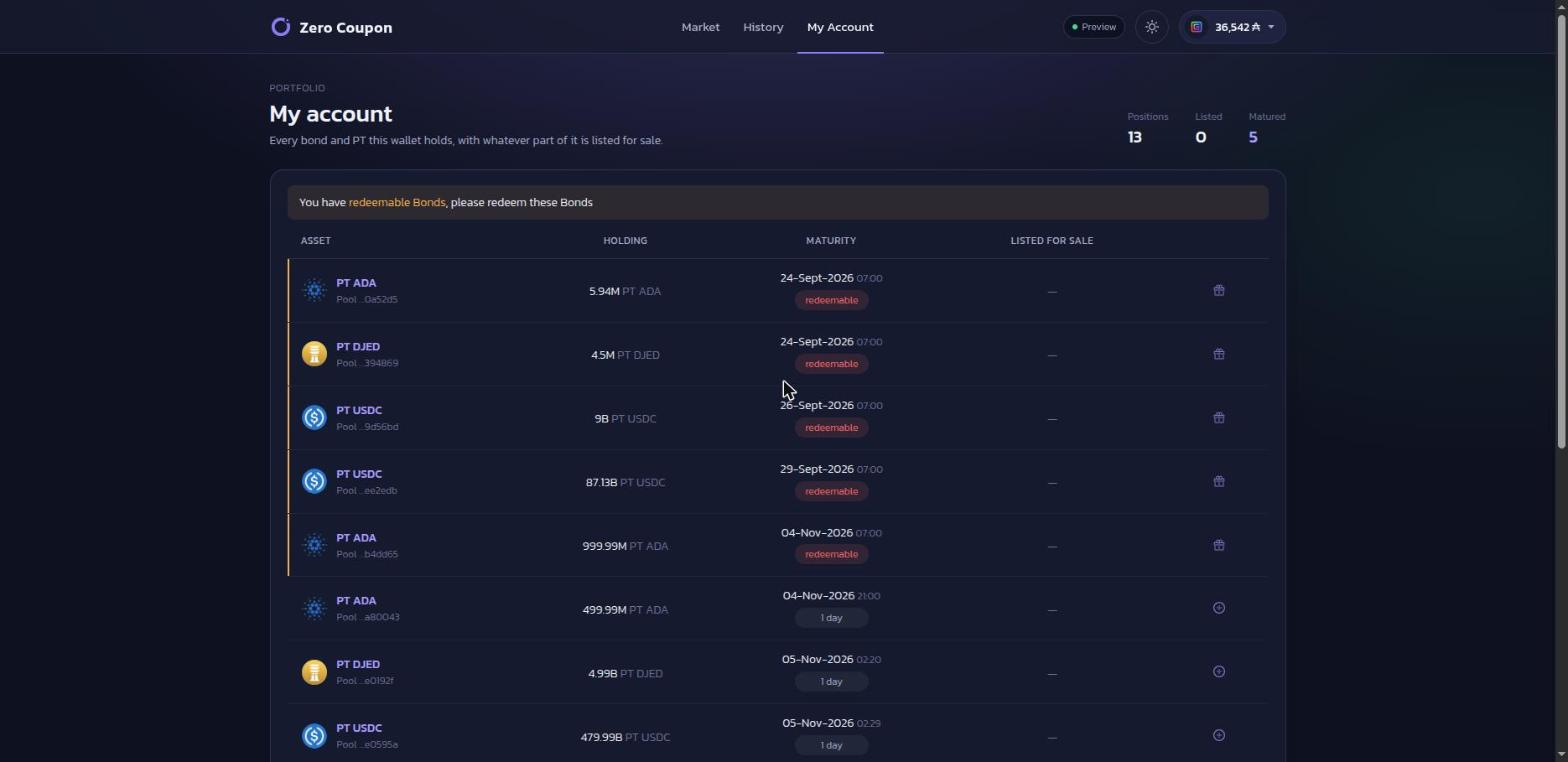 Zero Coupon
Market History My Account
Preview 36,542 ₳
PORTFOLIO
My account
Every bond and PT this wallet holds, with whatever part of it is listed for sale.
Positions Listed Matured
13 0 5
You have redeemable Bonds, please redeem these Bonds
ASSET HOLDING MATURITY LISTED FOR SALE
PT ADA
Pool ...0a52d5
5.94M PT ADA
24-Sept-2026 07:00
redeemable
—
PT DJED
Pool ...394869
4.5M PT DJED
24-Sept-2026 07:00
redeemable
—
PT USDC
Pool ...9d56bd
9B PT USDC
26-Sept-2026 07:00
redeemable
—
PT USDC
Pool ...ee2edb
87.13B PT USDC
29-Sept-2026 07:00
redeemable
—
PT ADA
Pool ...b4dd65
999.99M PT ADA
04-Nov-2026 07:00
redeemable
—
PT ADA
Pool ...a80043
499.99M PT ADA
04-Nov-2026 21:00
1 day
—
PT DJED
Pool ...e0192f
4.99B PT DJED
05-Nov-2026 02:20
1 day
—
PT USDC
Pool ...e0595a
479.99B PT USDC
05-Nov-2026 02:29
1 day
—